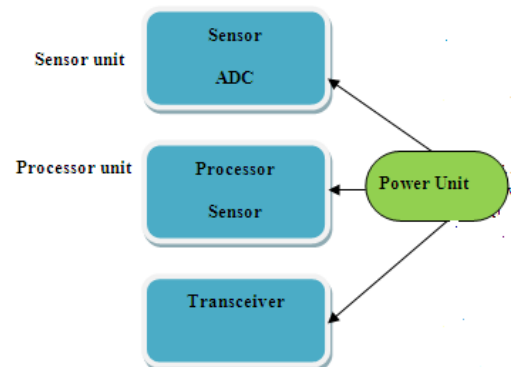 Sensor unit
Sensor
ADC
Processor unit
Processor
Sensor
Power Unit
Transceiver